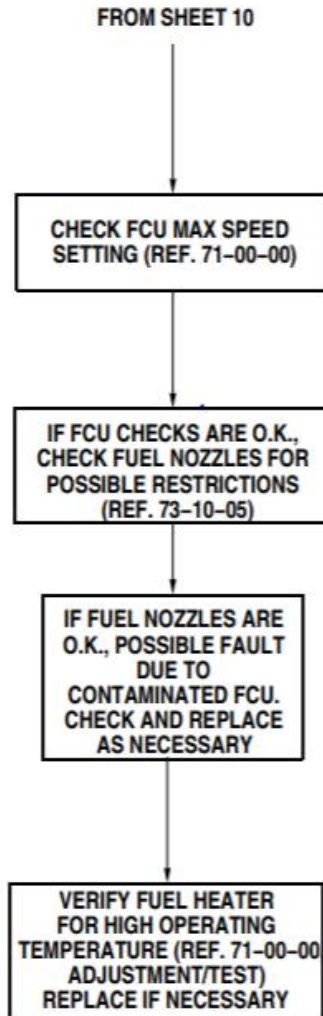 FROM SHEET 10
CHECK FCU MAX SPEED
SETTING (REF. 71–00–00)
IF FCU CHECKS ARE O.K.,
CHECK FUEL NOZZLES FOR
POSSIBLE RESTRICTIONS
(REF. 73–10–05)
IF FUEL NOZZLES ARE
O.K., POSSIBLE FAULT
DUE TO
CONTAMINATED FCU.
CHECK AND REPLACE
AS NECESSARY
VERIFY FUEL HEATER
FOR HIGH OPERATING
TEMPERATURE (REF. 71–00–00
ADJUSTMENT/TEST)
REPLACE IF NECESSARY